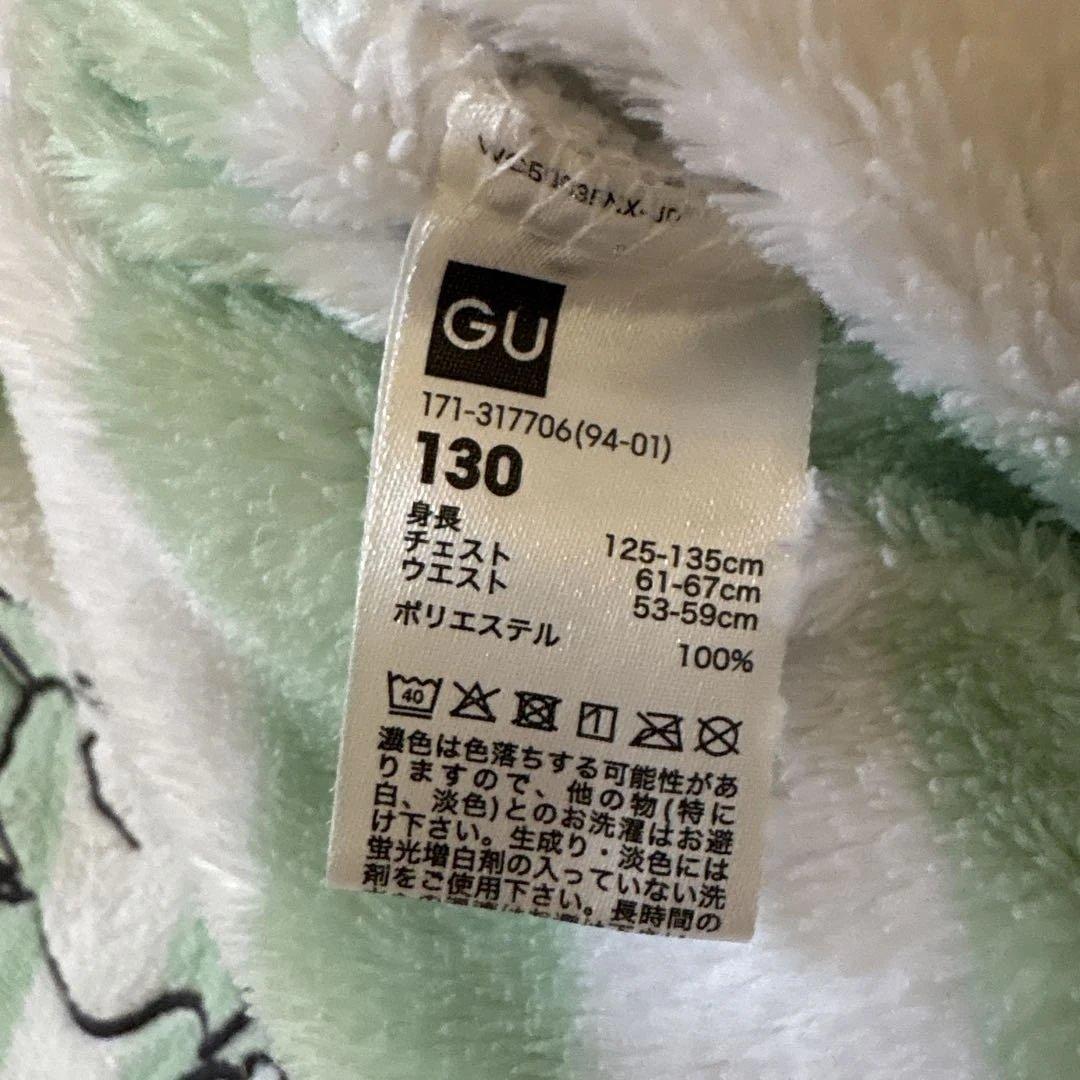 GU
171-317706(94-01)
130
身長 125-135cm
チェスト 61-67cm
ウエスト 53-59cm
ポリエステル 100%
40
濃色は色落ちする可能性があ
りますので、他の物(特に
白、淡色)とのお洗濯はお避
け下さい。生成り・淡色には
蛍光増白剤の入っていない洗
剤をご使用下さい。長時間の